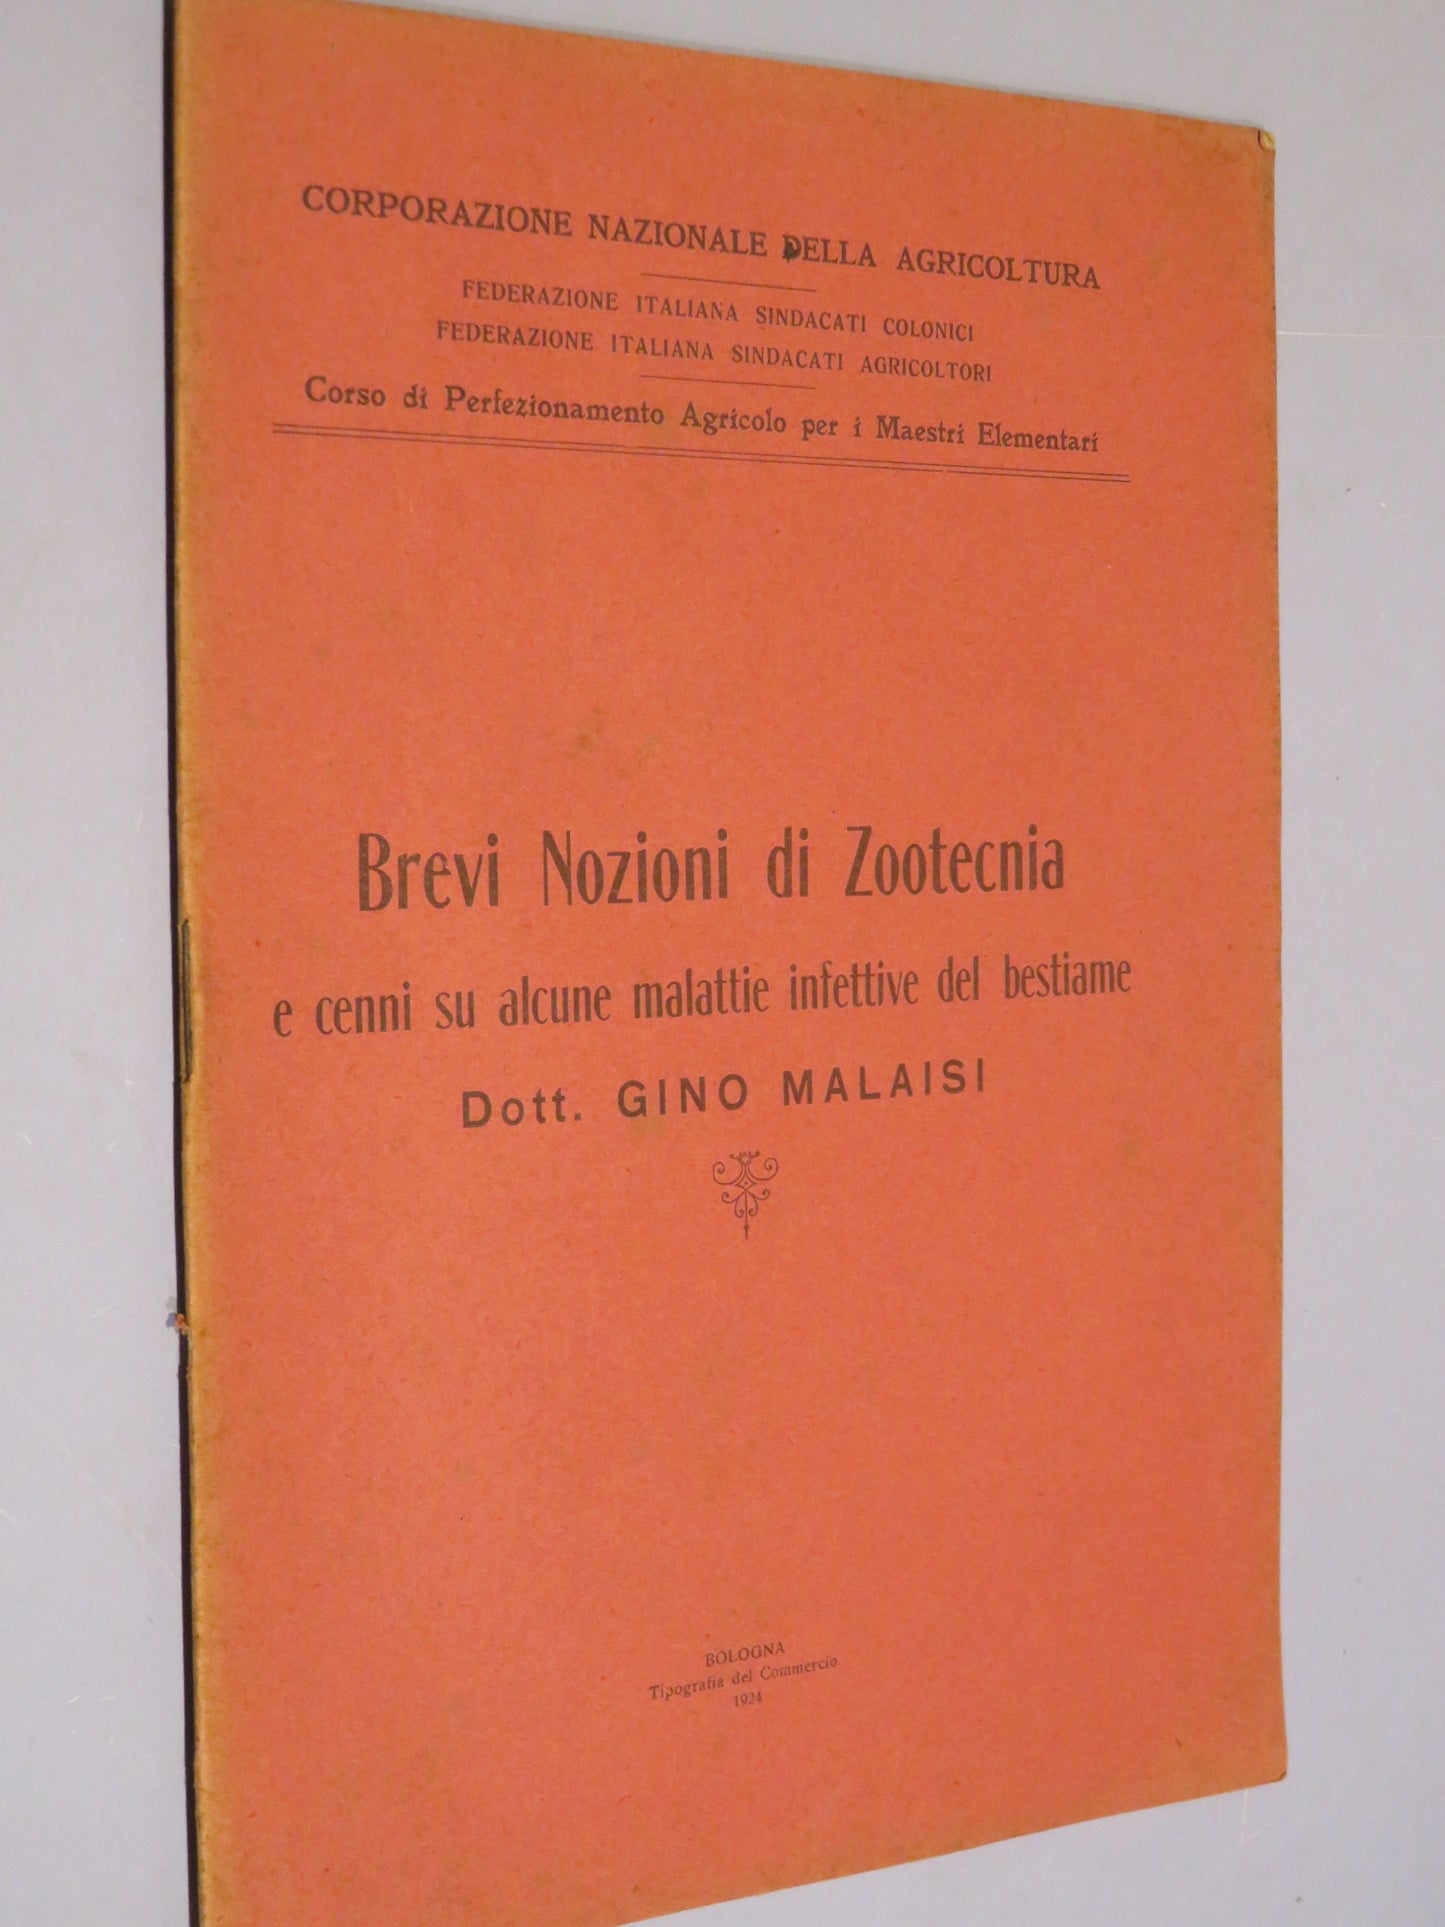 CORPORAZIONE NAZIONALE DELLA AGRICOLTURA
FEDERAZIONE ITALIANA SINDACATI COLONICI
FEDERAZIONE ITALIANA SINDACATI AGRICOLTORI
Corso di Perfezionamento Agricolo per i Maestri Elementari
Brevi Nozioni di Zootecnia
e cenni su alcune malattie infettive del bestiame
Dott. GINO MALAISI
BOLOGNA
Tipografia del Commercio
1924